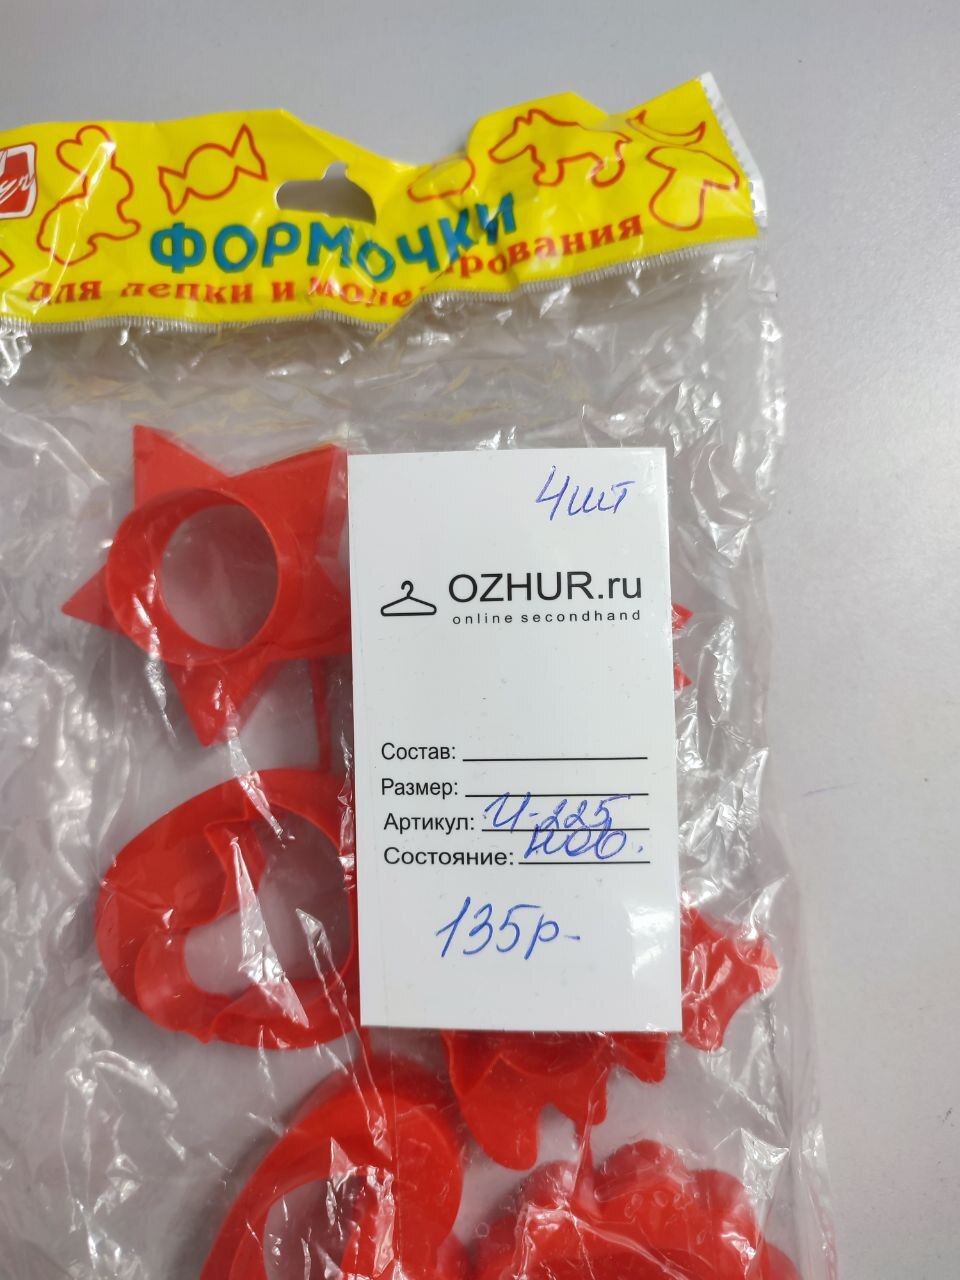 ФОРМОЧКИ
для лепки и моделирования
4шт
OZHUR.ru
online secondhand
Состав:
Размер:
Артикул: И-225
Состояние: нов.
135р-